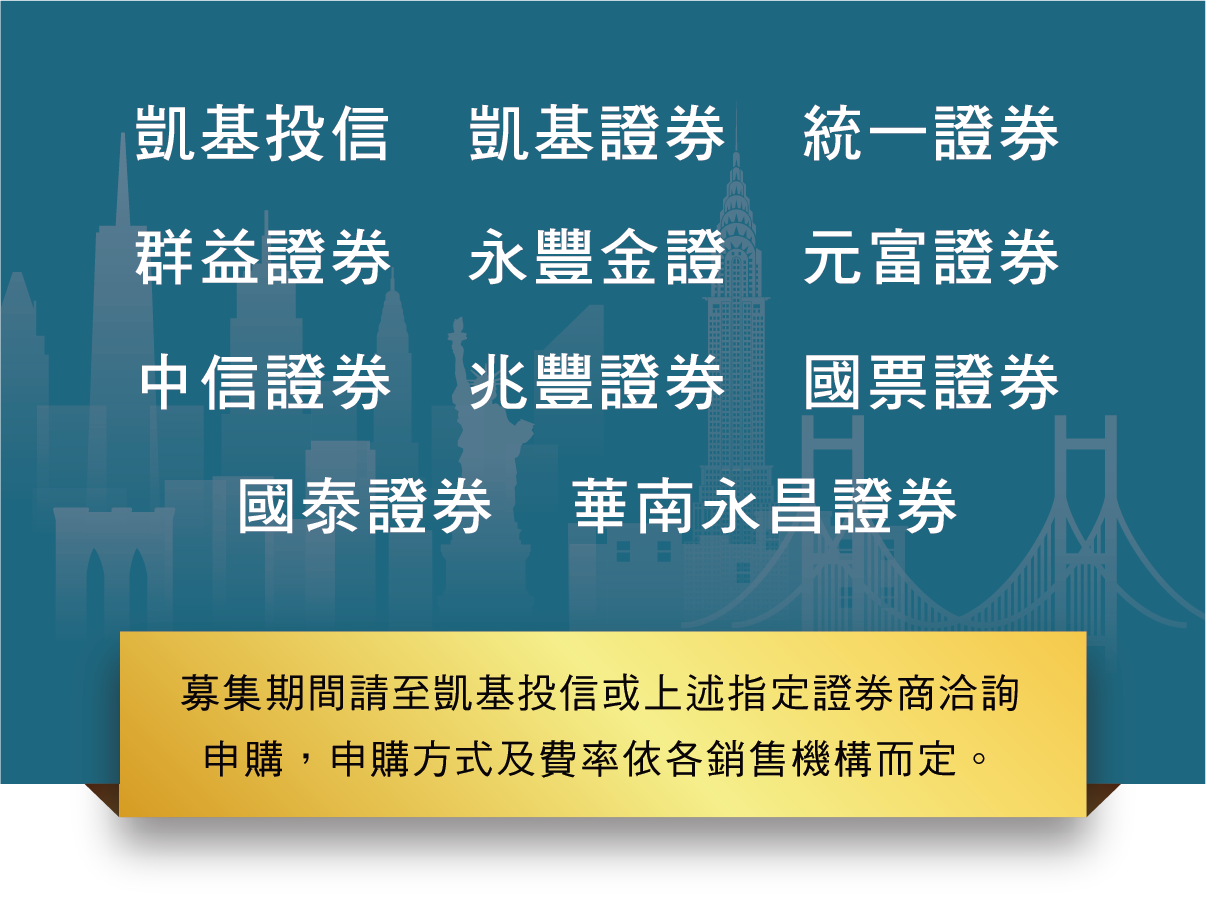 凱基投信 凱基證券 統一證券
群益證券 永豐金證 元富證券
中信證券 兆豐證券 國票證券
國泰證券 華南永昌證券
募集期間請至凱基投信或上述指定證券商洽詢
申購，申購方式及費率依各銷售機構而定。